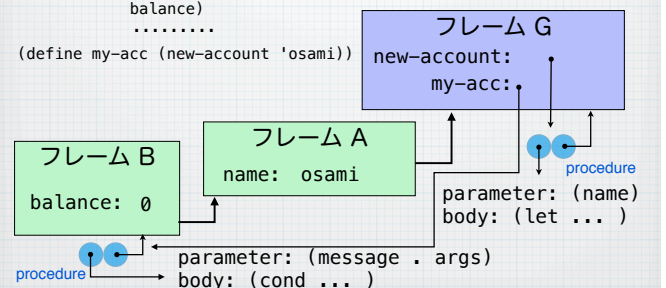 balance)
.........
(define my-acc (new-account 'osami))
フレーム G
new-account:
my-acc:
フレーム A
name: osami
フレーム B
balance: 0
procedure
parameter: (name)
body: (let ... )
procedure
parameter: (message . args)
body: (cond ... )